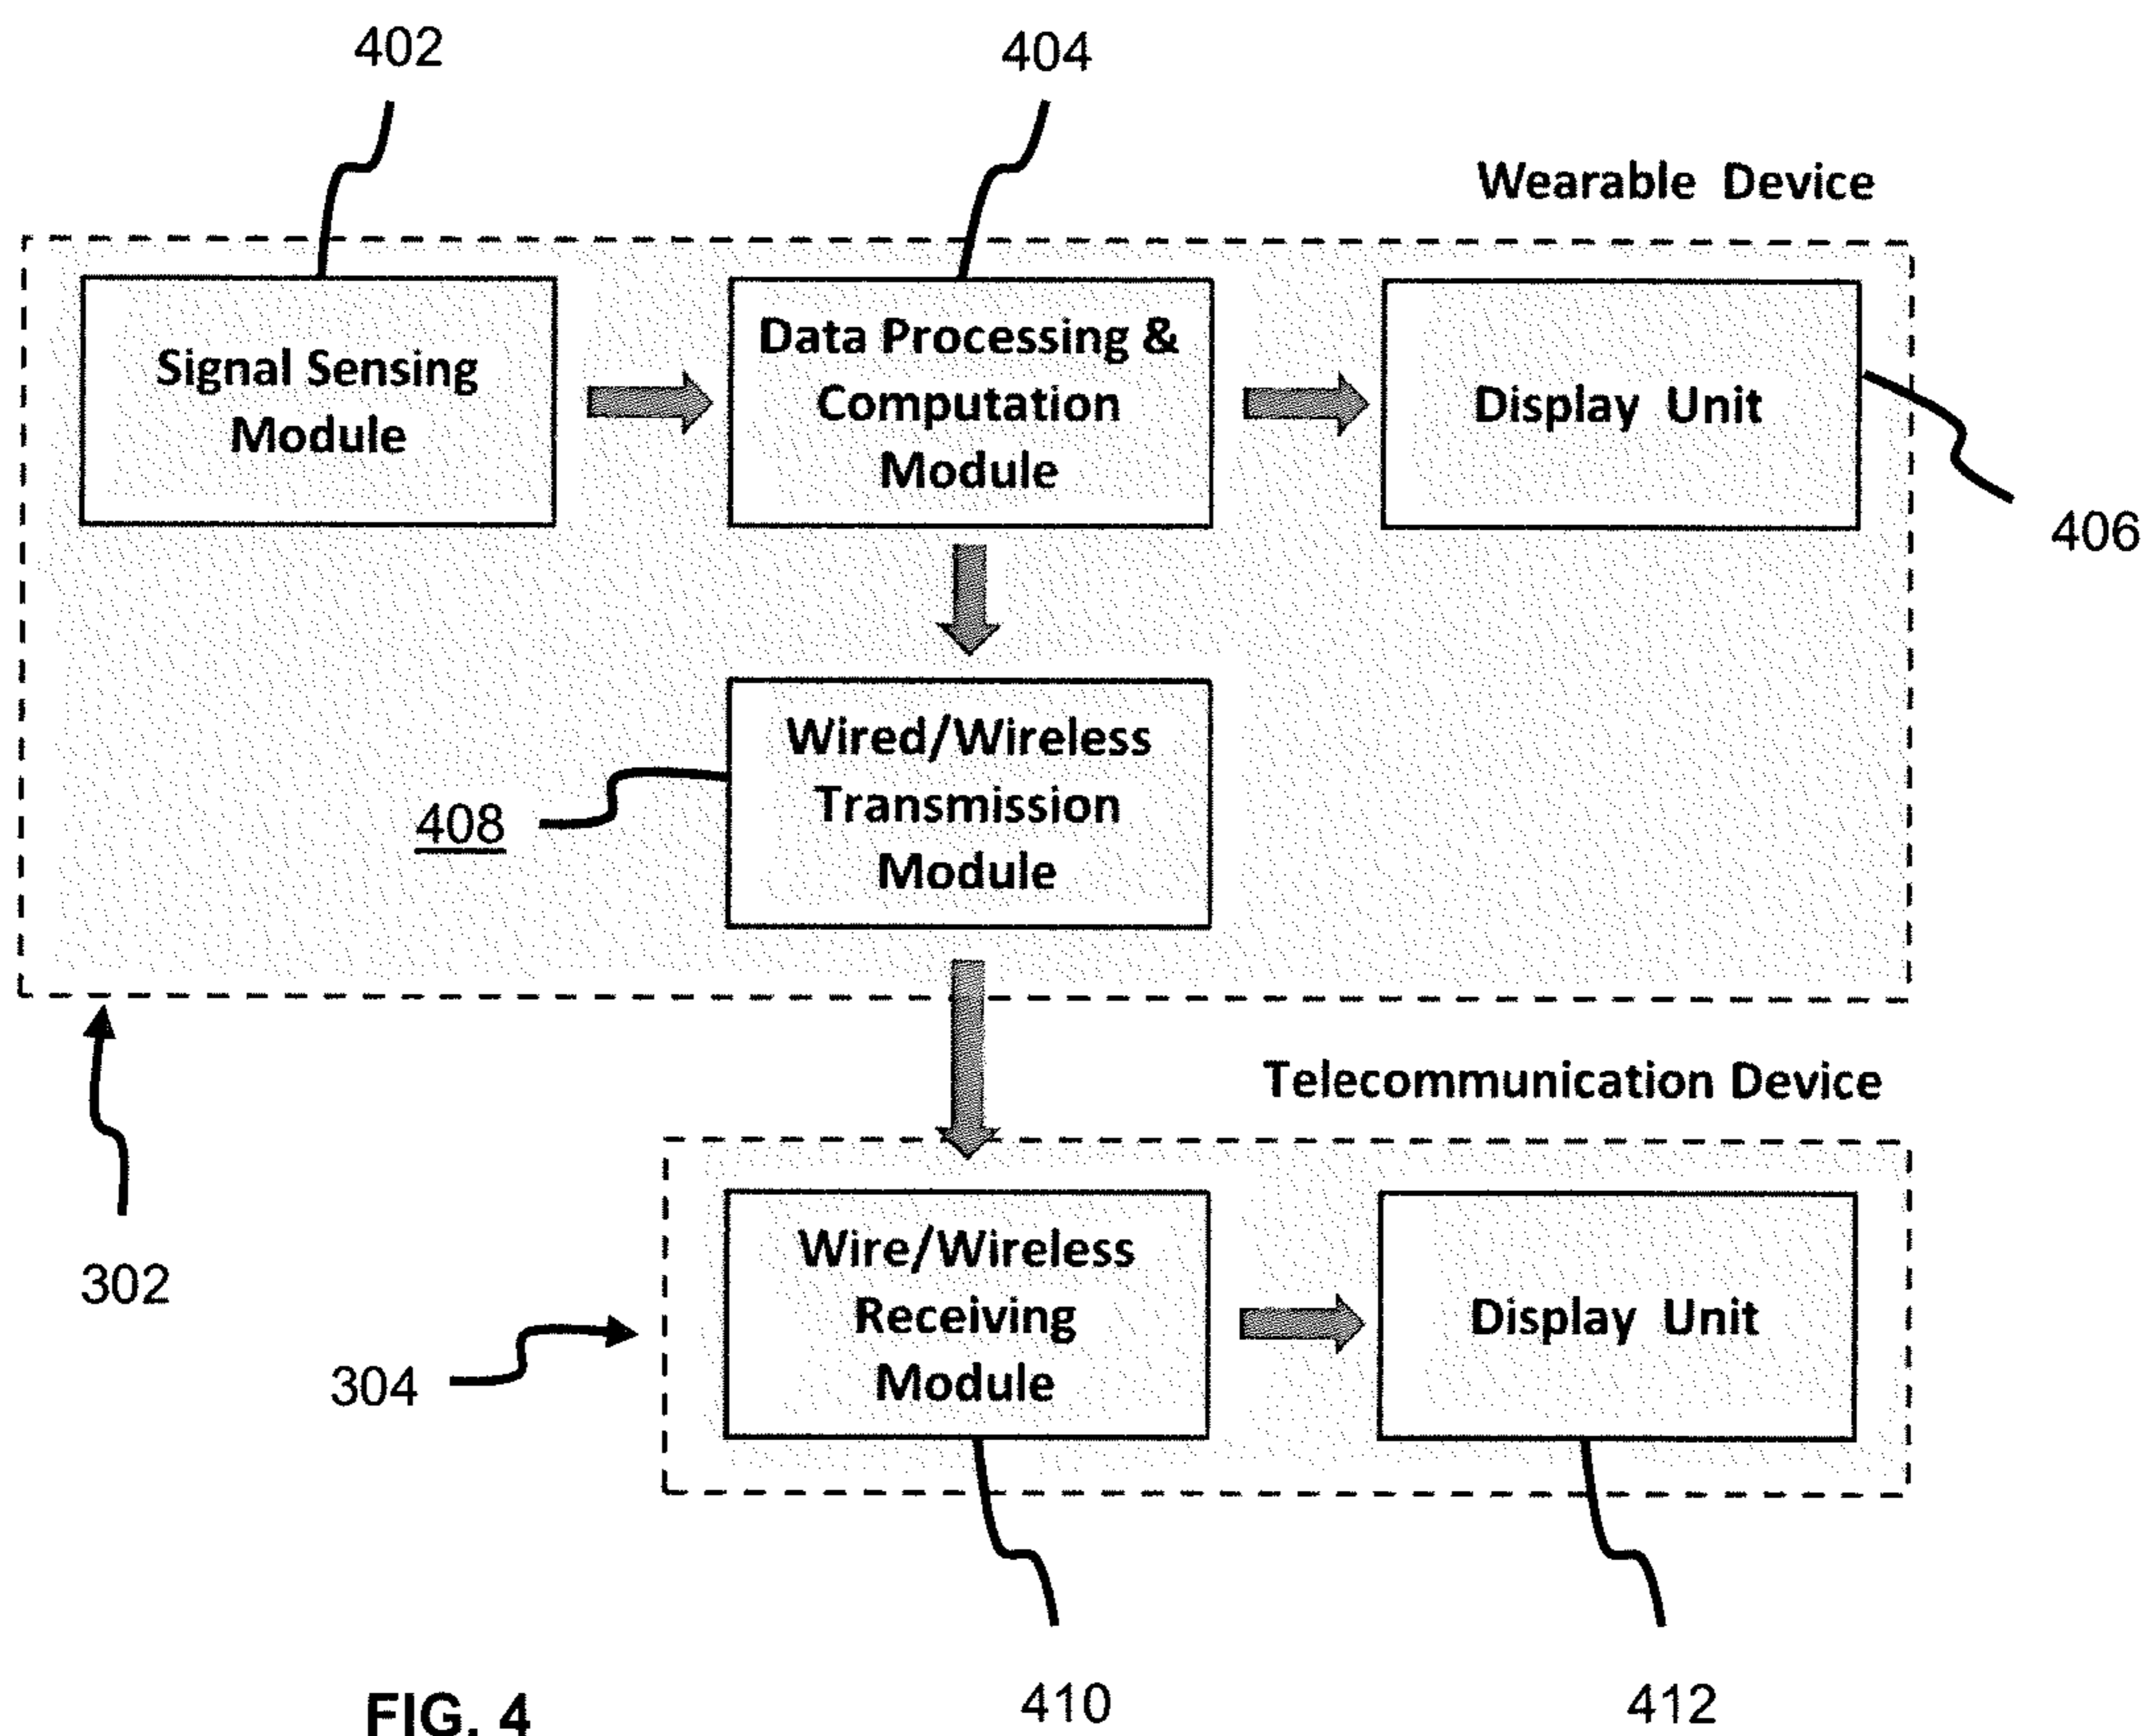 402
404
Wearable Device
Signal Sensing
Module
Data Processing &
Computation
Module
Display Unit
406
Wired/Wireless
Transmission
Module
408
Telecommunication Device
302
Wire/Wireless
Receiving
Module
Display Unit
304
410
412
FIG. 4